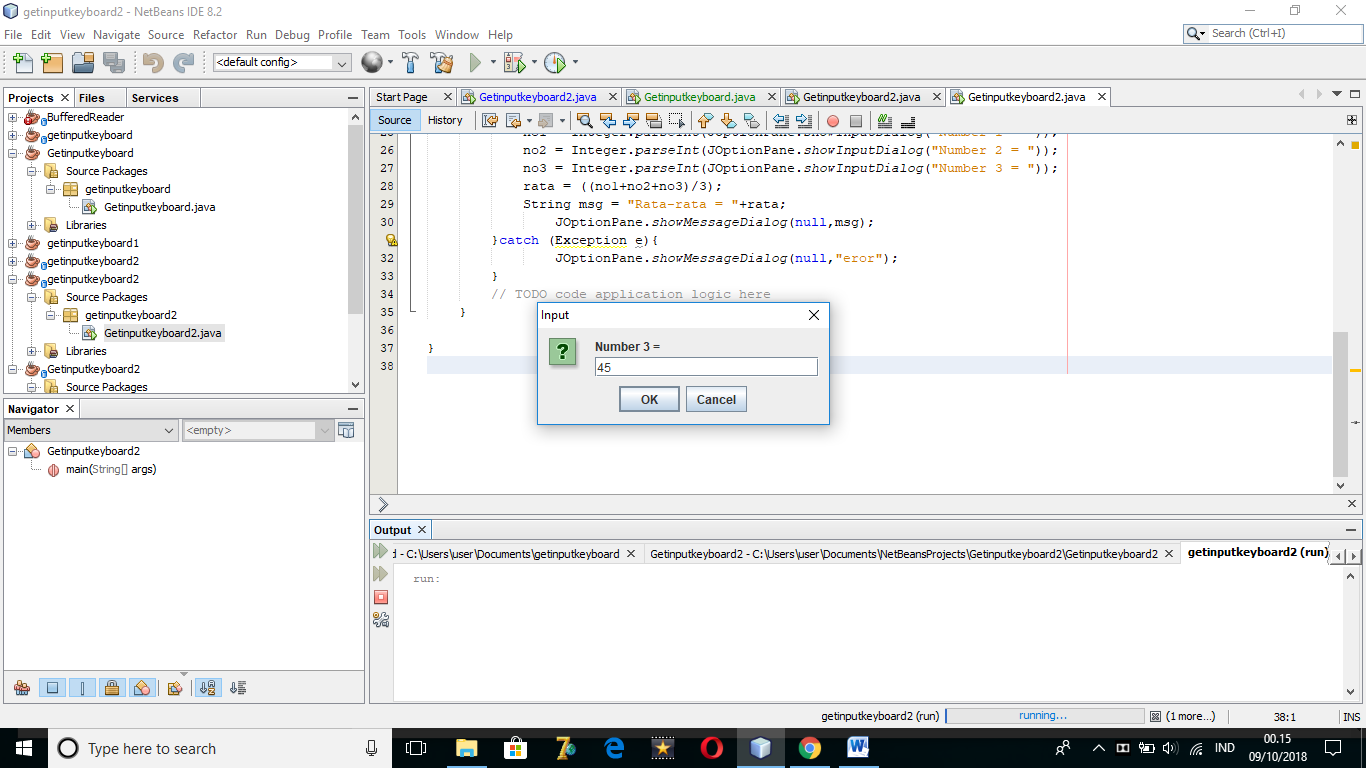 getinputkeyboard2 - NetBeans IDE 8.2
File Edit View Navigate Source Refactor Run Debug Profile Team Tools Window Help
Search (Ctrl+I)
<default config>
Projects Files Services
BufferedReader
getinputkeyboard
Getinputkeyboard
Source Packages
getinputkeyboard
Getinputkeyboard.java
Libraries
getinputkeyboard1
getinputkeyboard2
getinputkeyboard2
Source Packages
getinputkeyboard2
Getinputkeyboard2.java
Libraries
Getinputkeyboard2
Source Packages
Navigator
Members <empty>
Getinputkeyboard2
main(String[] args)
Start Page Getinputkeyboard2.java Getinputkeyboard.java Getinputkeyboard2.java Getinputkeyboard2.java
Source History
26 no2 = Integer.parseInt(JOptionPane.showInputDialog("Number 2 = "));
27 no3 = Integer.parseInt(JOptionPane.showInputDialog("Number 3 = "));
28 rata = ((no1+no2+no3)/3);
29 String msg = "Rata-rata = "+rata;
30 JOptionPane.showMessageDialog(null,msg);
}catch (Exception e){
32 JOptionPane.showMessageDialog(null,"eror");
33 }
34 // TODO code application logic here
35 }
36
37 }
38
Input
Number 3 =
45
OK Cancel
Output
d - C:\Users\user\Documents\getinputkeyboard Getinputkeyboard2 - C:\Users\user\Documents\NetBeansProjects\Getinputkeyboard2\Getinputkeyboard2 getinputkeyboard2 (run)
run:
getinputkeyboard2 (run) running... (1 more...) 38:1 INS
Type here to search
IND
00.15
09/10/2018